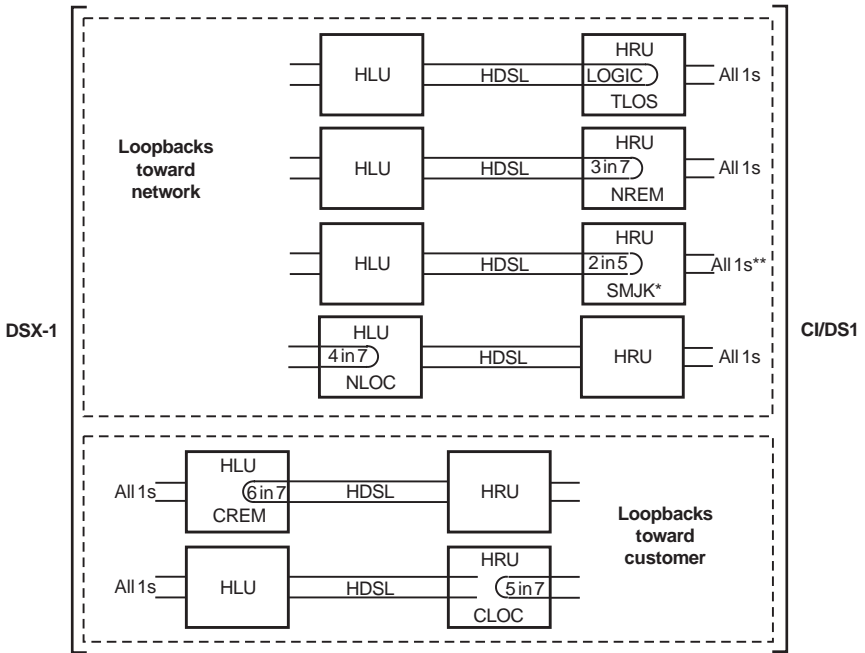 HRU
HLU HDSL LOGIC All 1s
TLOS
Loopbacks
toward
network
HRU
HLU HDSL 3 in 7 All 1s
NREM
HRU
HLU HDSL 2 in 5 All 1s**
SMJK*
DSX-1
CI/DS1
HLU
4 in 7 HDSL HRU All 1s
NLOC
HLU
All 1s 6 in 7 HDSL HRU
CREM
Loopbacks
toward
customer
HRU
All 1s HLU HDSL 5 in 7
CLOC